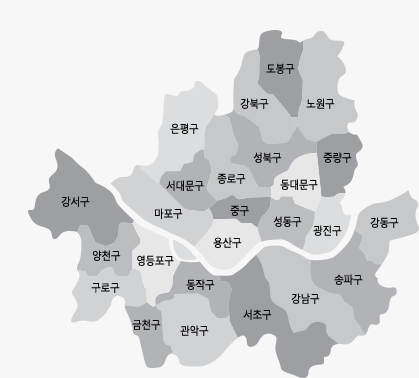 도봉구
강북구
노원구
은평구
성북구
중랑구
종로구
서대문구
동대문구
강서구
마포구
중구
성동구
강동구
광진구
용산구
양천구
영등포구
송파구
구로구
동작구
강남구
서초구
금천구
관악구